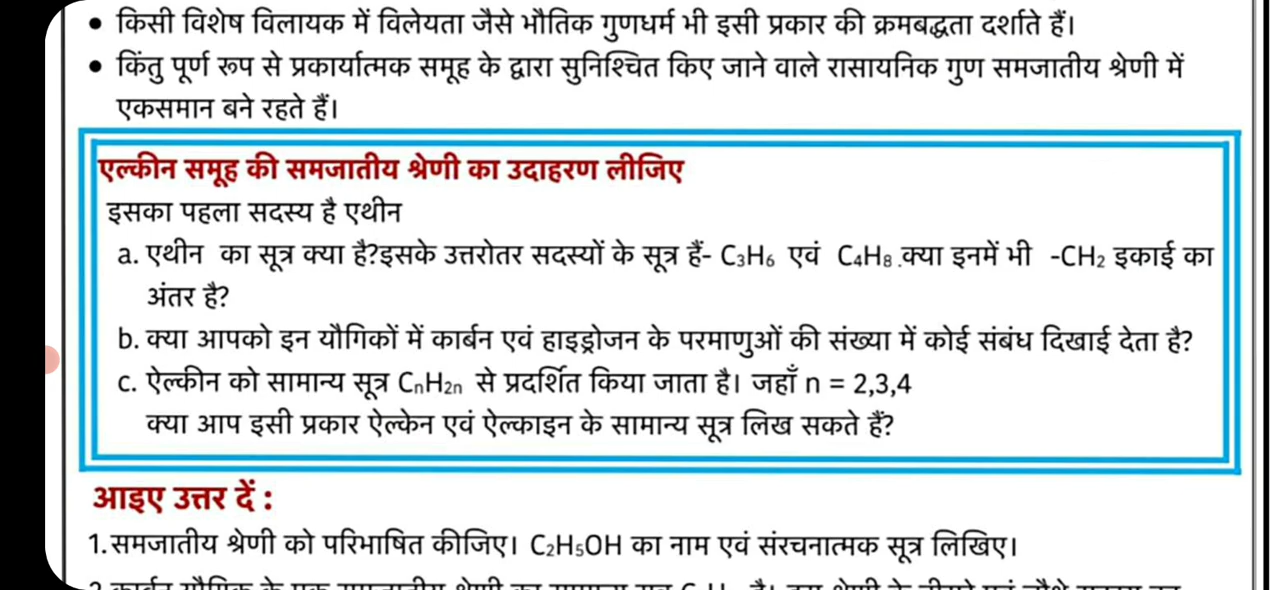 • किसी विशेष विलायक में विलेयता जैसे भौतिक गुणधर्म भी इसी प्रकार की क्रमबद्धता दर्शाते हैं।
• किंतु पूर्ण रूप से प्रकार्यात्मक समूह के द्वारा सुनिश्चित किए जाने वाले रासायनिक गुण समजातीय श्रेणी में
एकसमान बने रहते हैं।
एल्कीन समूह की समजातीय श्रेणी का उदाहरण लीजिए
इसका पहला सदस्य है एथीन
a. एथीन का सूत्र क्या है?इसके उत्तरोतर सदस्यों के सूत्र हैं- C₃H₆ एवं C₄H₈ .क्या इनमें भी -CH₂ इकाई का
अंतर है?
b. क्या आपको इन यौगिकों में कार्बन एवं हाइड्रोजन के परमाणुओं की संख्या में कोई संबंध दिखाई देता है?
c. ऐल्कीन को सामान्य सूत्र CₙH₂ₙ से प्रदर्शित किया जाता है। जहाँ n = 2,3,4
क्या आप इसी प्रकार ऐल्केन एवं ऐल्काइन के सामान्य सूत्र लिख सकते हैं?
आइए उत्तर दें :
1. समजातीय श्रेणी को परिभाषित कीजिए। C₂H₅OH का नाम एवं संरचनात्मक सूत्र लिखिए।